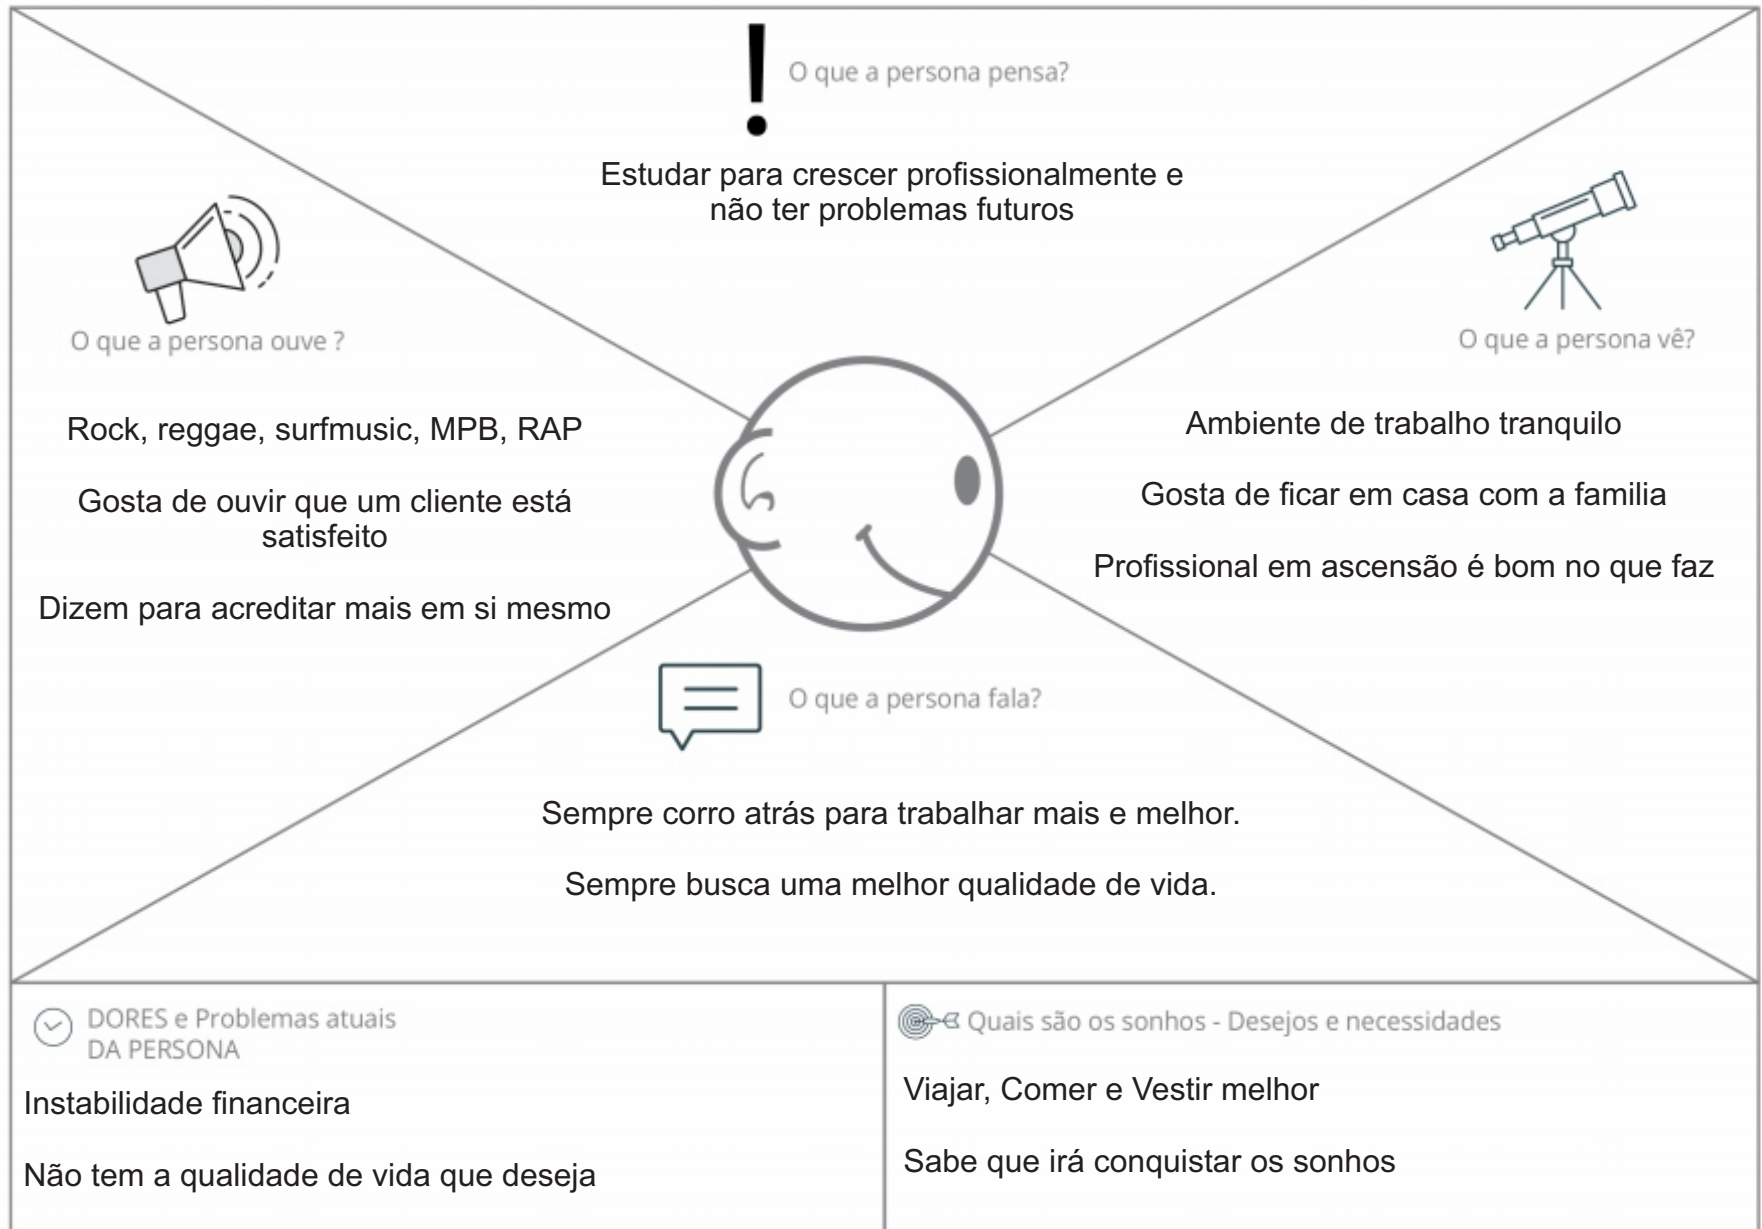 O que a persona pensa?
Estudar para crescer profissionalmente e
não ter problemas futuros
O que a persona ouve ?
Rock, reggae, surfmusic, MPB, RAP
Gosta de ouvir que um cliente está
satisfeito
Dizem para acreditar mais em si mesmo
O que a persona vê?
Ambiente de trabalho tranquilo
Gosta de ficar em casa com a familia
Profissional em ascensão é bom no que faz
O que a persona fala?
Sempre corro atrás para trabalhar mais e melhor.
Sempre busca uma melhor qualidade de vida.
DORES e Problemas atuais
DA PERSONA
Instabilidade financeira
Não tem a qualidade de vida que deseja
Quais são os sonhos - Desejos e necessidades
Viajar, Comer e Vestir melhor
Sabe que irá conquistar os sonhos